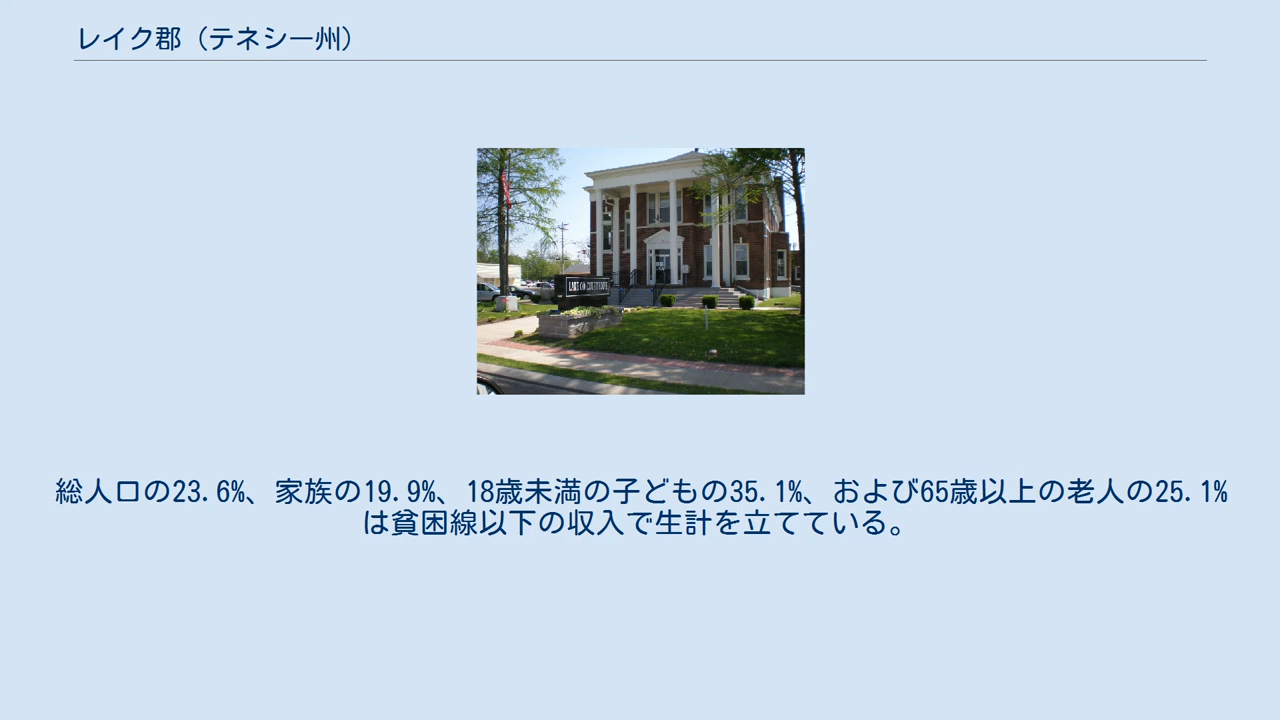 レイク郡（テネシー州）
LAKE CO COURTHOUSE
総人口の23.6%、家族の19.9%、18歳未満の子どもの35.1%、および65歳以上の老人の25.1%
は貧困線以下の収入で生計を立てている。